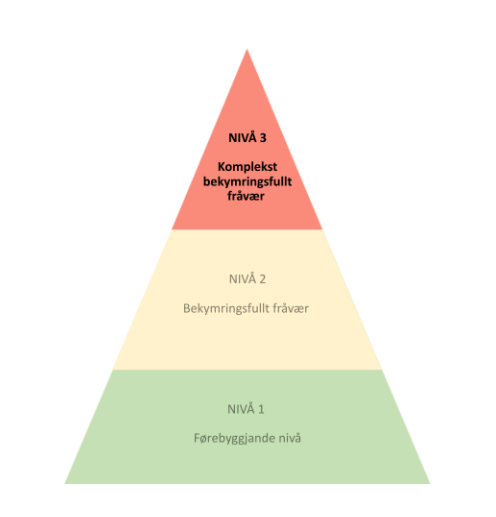 NIVÅ 3
Komplekst
bekymringsfullt
fråvær
NIVÅ 2
Bekymringsfullt fråvær
NIVÅ 1
Førebyggjande nivå